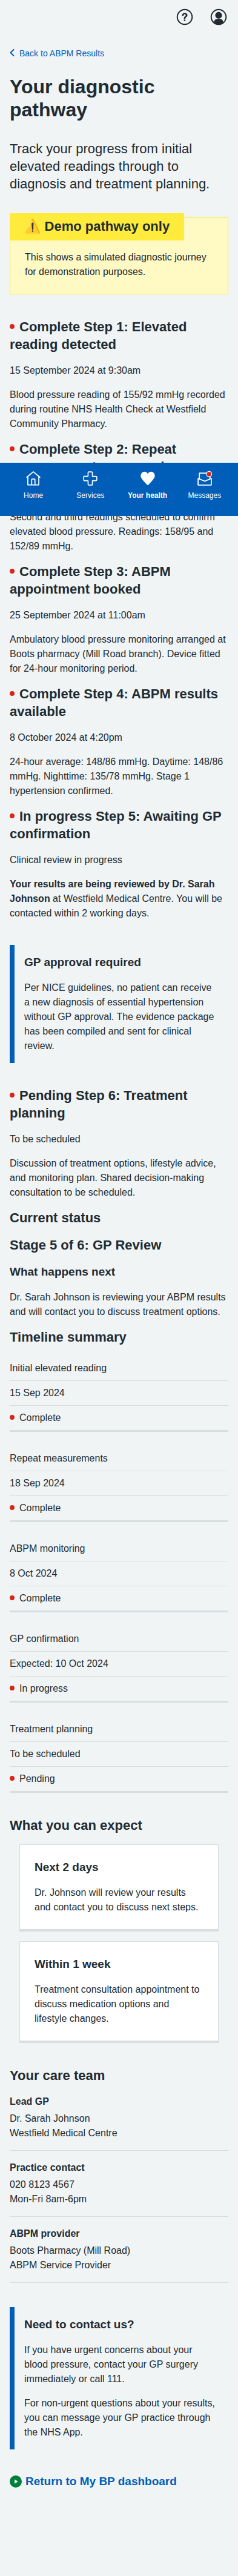 Back to ABPM Results
Your diagnostic
pathway
Track your progress from initial
elevated readings through to
diagnosis and treatment planning.
⚠️ Demo pathway only
This shows a simulated diagnostic journey
for demonstration purposes.
Complete Step 1: Elevated
reading detected
15 September 2024 at 9:30am
Blood pressure reading of 155/92 mmHg recorded
during routine NHS Health Check at Westfield
Community Pharmacy.
Complete Step 2: Repeat
Home
Services
Your health
Messages
Second and third readings scheduled to confirm
elevated blood pressure. Readings: 158/95 and
152/89 mmHg.
Complete Step 3: ABPM
appointment booked
25 September 2024 at 11:00am
Ambulatory blood pressure monitoring arranged at
Boots pharmacy (Mill Road branch). Device fitted
for 24-hour monitoring period.
Complete Step 4: ABPM results
available
8 October 2024 at 4:20pm
24-hour average: 148/86 mmHg. Daytime: 148/86
mmHg. Nighttime: 135/78 mmHg. Stage 1
hypertension confirmed.
In progress Step 5: Awaiting GP
confirmation
Clinical review in progress
Your results are being reviewed by Dr. Sarah
Johnson at Westfield Medical Centre. You will be
contacted within 2 working days.
GP approval required
Per NICE guidelines, no patient can receive
a new diagnosis of essential hypertension
without GP approval. The evidence package
has been compiled and sent for clinical
review.
Pending Step 6: Treatment
planning
To be scheduled
Discussion of treatment options, lifestyle advice,
and monitoring plan. Shared decision-making
consultation to be scheduled.
Current status
Stage 5 of 6: GP Review
What happens next
Dr. Sarah Johnson is reviewing your ABPM results
and will contact you to discuss treatment options.
Timeline summary
Initial elevated reading
15 Sep 2024
Complete
Repeat measurements
18 Sep 2024
Complete
ABPM monitoring
8 Oct 2024
Complete
GP confirmation
Expected: 10 Oct 2024
In progress
Treatment planning
To be scheduled
Pending
What you can expect
Next 2 days
Dr. Johnson will review your results
and contact you to discuss next steps.
Within 1 week
Treatment consultation appointment to
discuss medication options and
lifestyle changes.
Your care team
Lead GP
Dr. Sarah Johnson
Westfield Medical Centre
Practice contact
020 8123 4567
Mon-Fri 8am-6pm
ABPM provider
Boots Pharmacy (Mill Road)
ABPM Service Provider
Need to contact us?
If you have urgent concerns about your
blood pressure, contact your GP surgery
immediately or call 111.
For non-urgent questions about your results,
you can message your GP practice through
the NHS App.
Return to My BP dashboard